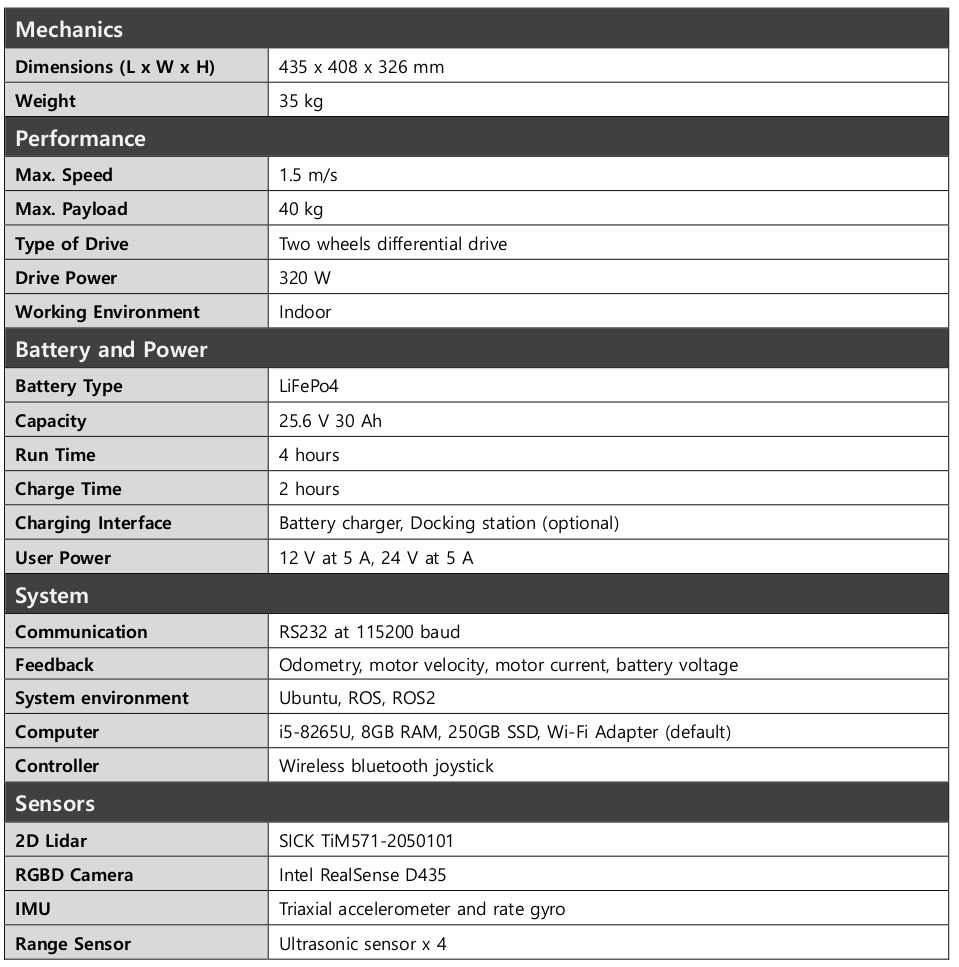 Mechanics
Dimensions (L x W x H) 435 x 408 x 326 mm
Weight 35 kg
Performance
Max. Speed 1.5 m/s
Max. Payload 40 kg
Type of Drive Two wheels differential drive
Drive Power 320 W
Working Environment Indoor
Battery and Power
Battery Type LiFePo4
Capacity 25.6 V 30 Ah
Run Time 4 hours
Charge Time 2 hours
Charging Interface Battery charger, Docking station (optional)
User Power 12 V at 5 A, 24 V at 5 A
System
Communication RS232 at 115200 baud
Feedback Odometry, motor velocity, motor current, battery voltage
System environment Ubuntu, ROS, ROS2
Computer i5-8265U, 8GB RAM, 250GB SSD, Wi-Fi Adapter (default)
Controller Wireless bluetooth joystick
Sensors
2D Lidar SICK TiM571-2050101
RGBD Camera Intel RealSense D435
IMU Triaxial accelerometer and rate gyro
Range Sensor Ultrasonic sensor x 4